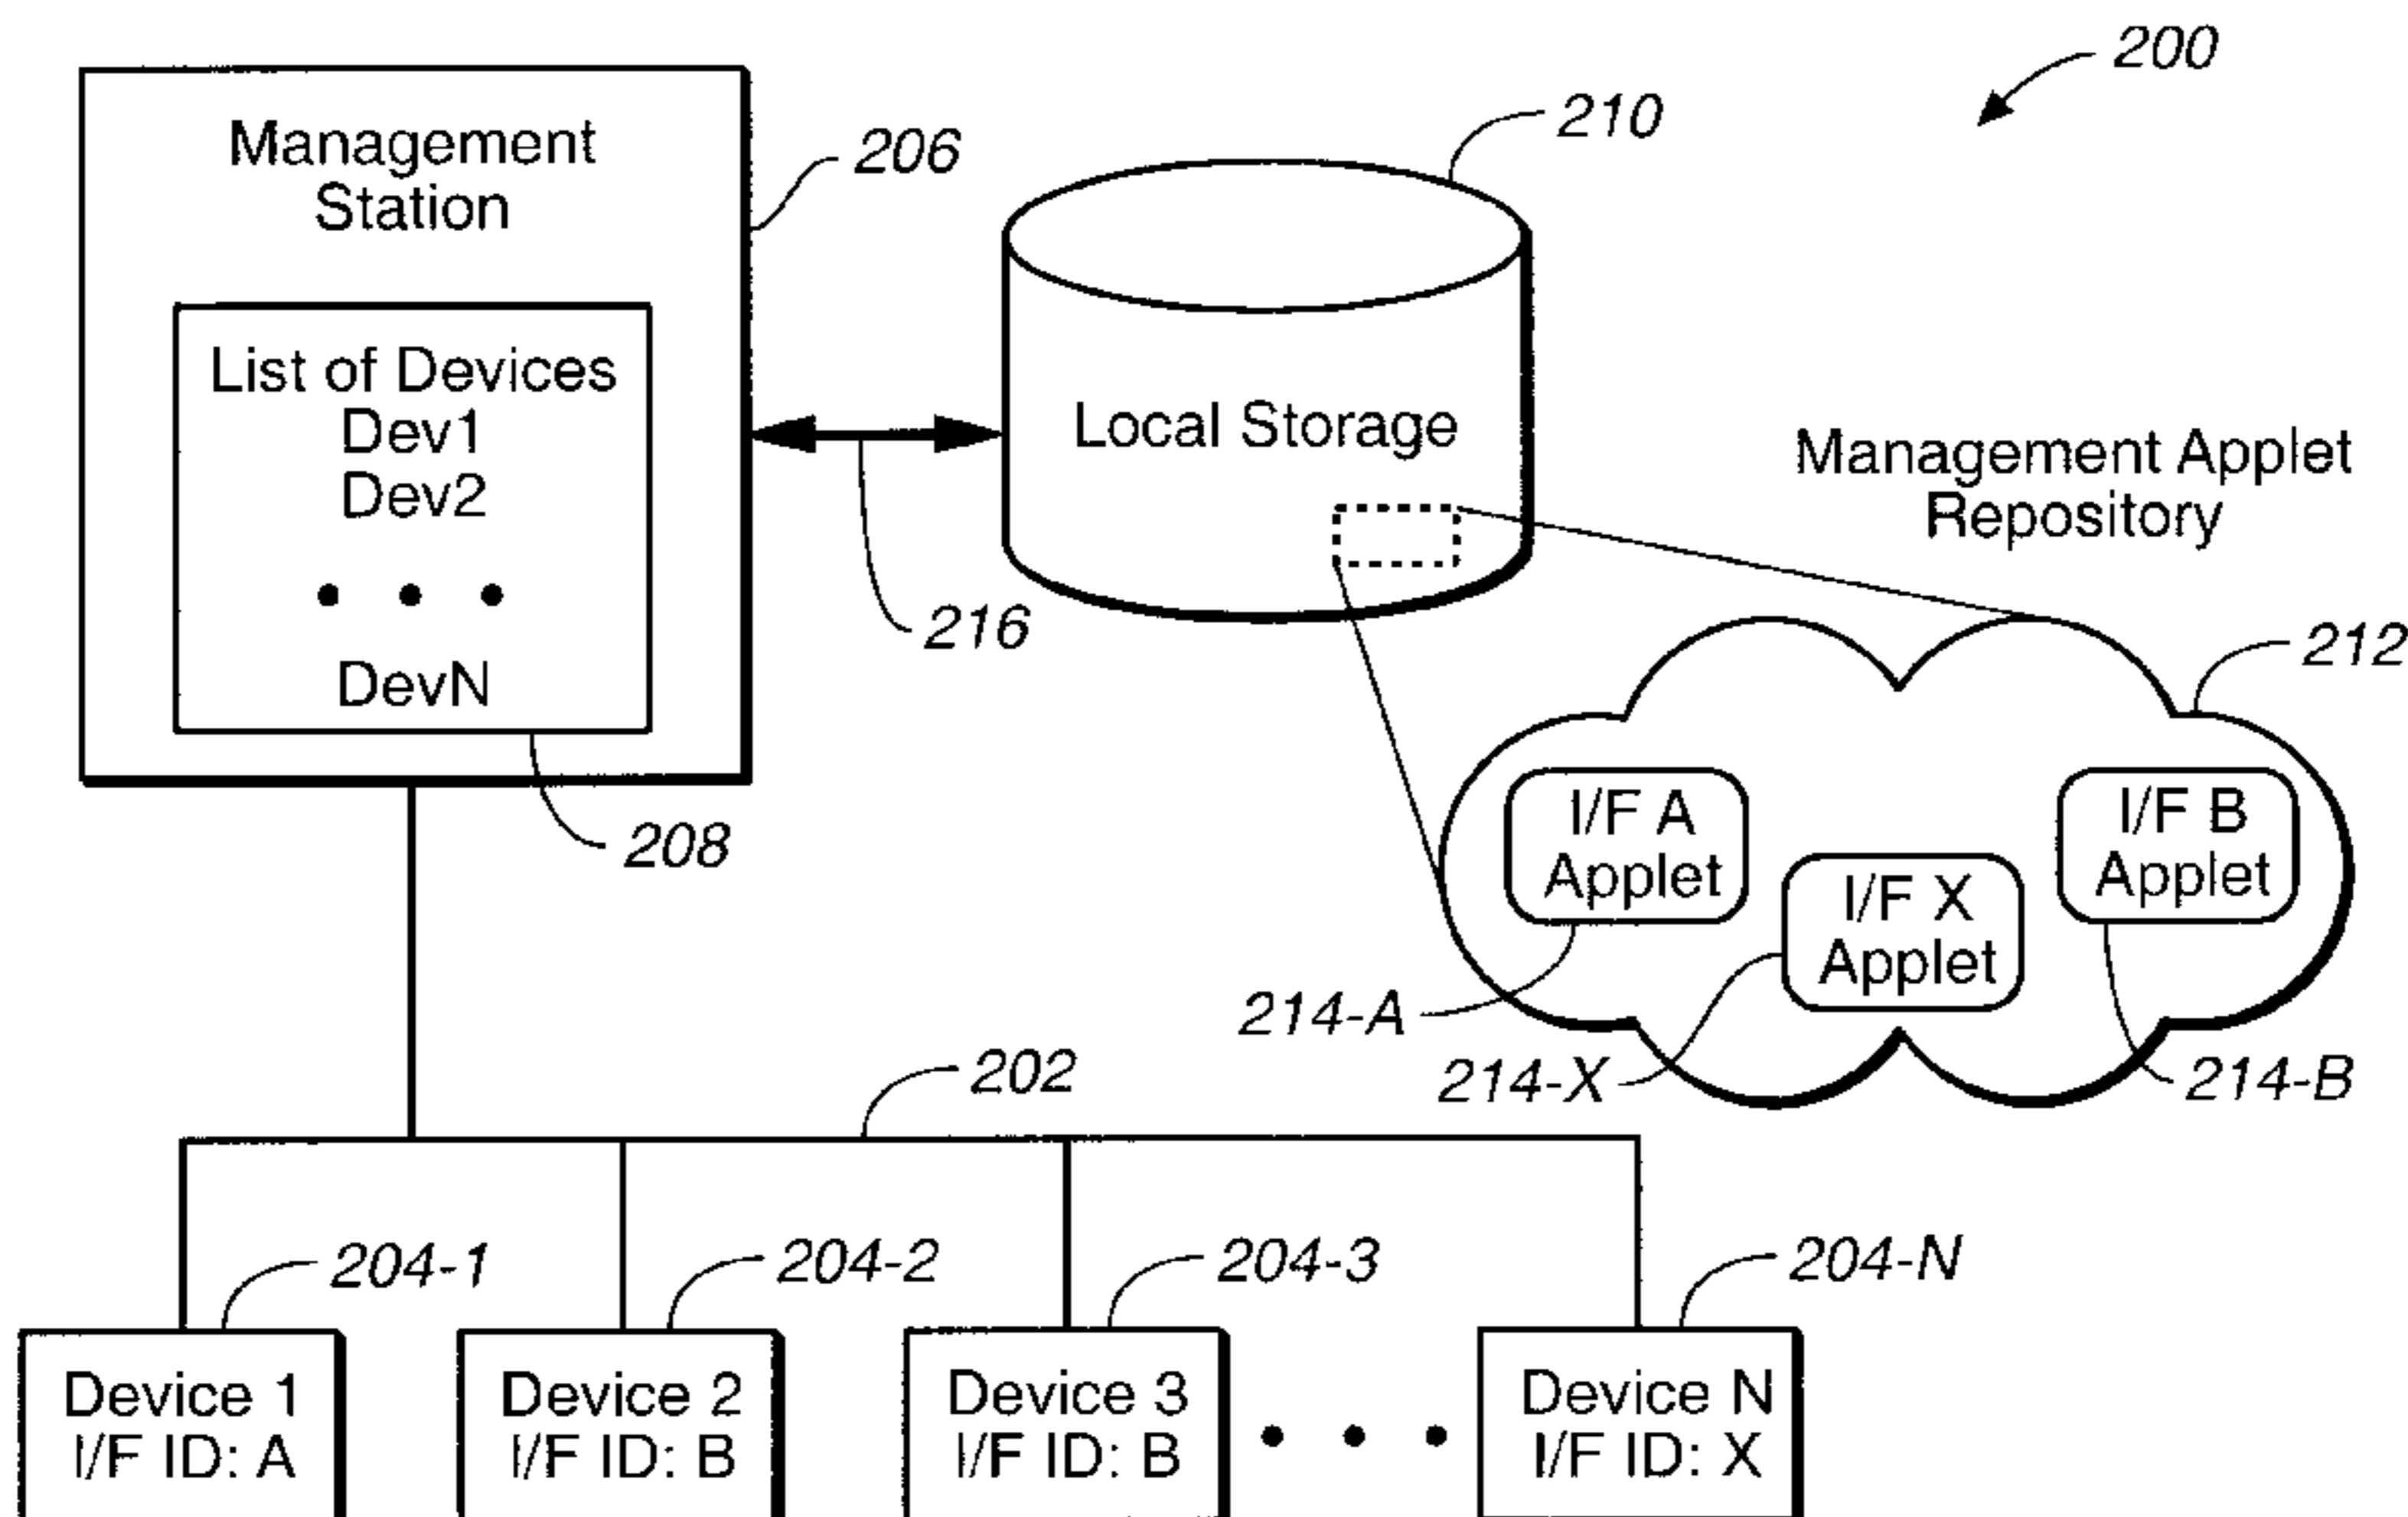 200
Management
Station
206
210
List of Devices
Dev1
Dev2
• • •
DevN
208
216
Local Storage
Management Applet
Repository
212
I/F A
Applet
I/F X
Applet
I/F B
Applet
214-A
214-X
214-B
202
204-1
204-2
204-3
204-N
Device 1
I/F ID: A
Device 2
I/F ID: B
Device 3
I/F ID: B
• • •
Device N
I/F ID: X